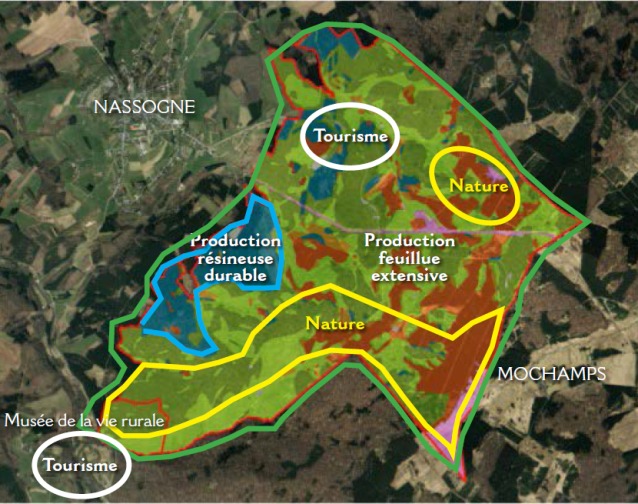 NASSOGNE
Tourisme
Nature
Production
résineuse
durable
Production
feuillue
extensive
Nature
MOCHAMPS
Musée de la vie rurale
Tourisme